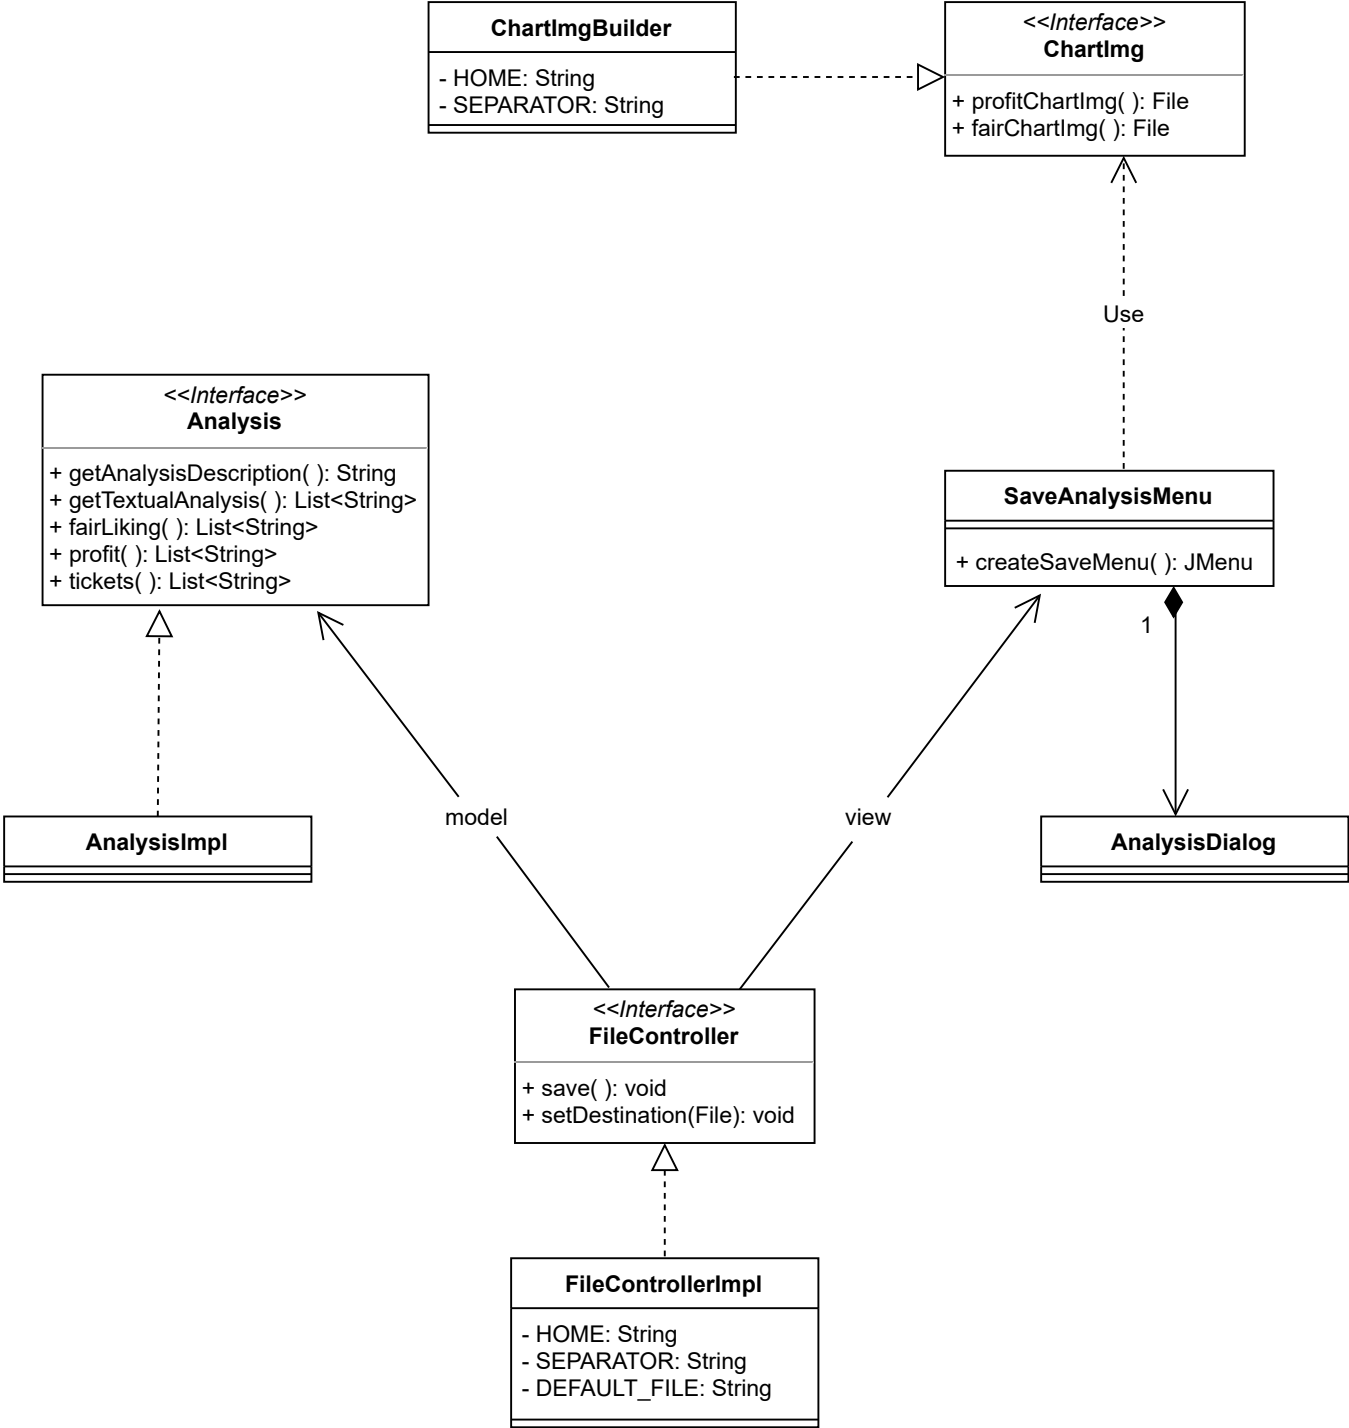 ChartImgBuilder
- HOME: String
- SEPARATOR: String
<<Interface>>
ChartImg
+ profitChartImg( ): File
+ fairChartImg( ): File
Use
<<Interface>>
Analysis
+ getAnalysisDescription( ): String
+ getTextualAnalysis( ): List<String>
+ fairLiking( ): List<String>
+ profit( ): List<String>
+ tickets( ): List<String>
SaveAnalysisMenu
+ createSaveMenu( ): JMenu
1
model
view
AnalysisImpl
AnalysisDialog
<<Interface>>
FileController
+ save( ): void
+ setDestination(File): void
FileControllerImpl
- HOME: String
- SEPARATOR: String
- DEFAULT_FILE: String